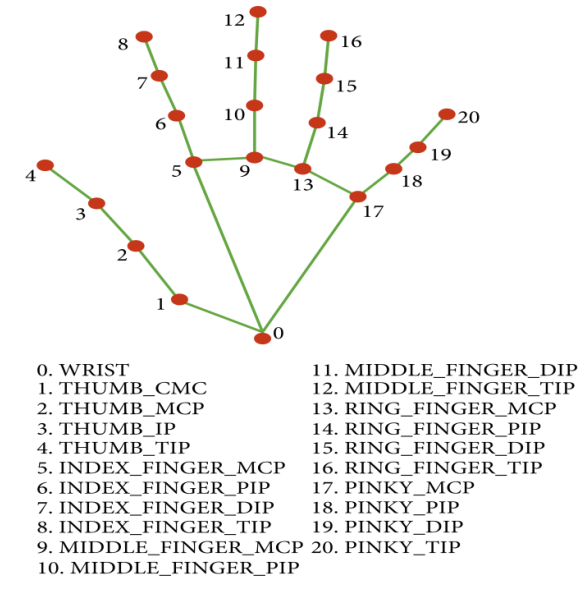 12
8
16
11
7
15
10
6
14
20
19
5
9
13
18
4
17
3
2
1
0
0. WRIST
1. THUMB_CMC
2. THUMB_MCP
3. THUMB_IP
4. THUMB_TIP
5. INDEX_FINGER_MCP
6. INDEX_FINGER_PIP
7. INDEX_FINGER_DIP
8. INDEX_FINGER_TIP
9. MIDDLE_FINGER_MCP
10. MIDDLE_FINGER_PIP
11. MIDDLE_FINGER_DIP
12. MIDDLE_FINGER_TIP
13. RING_FINGER_MCP
14. RING_FINGER_PIP
15. RING_FINGER_DIP
16. RING_FINGER_TIP
17. PINKY_MCP
18. PINKY_PIP
19. PINKY_DIP
20. PINKY_TIP